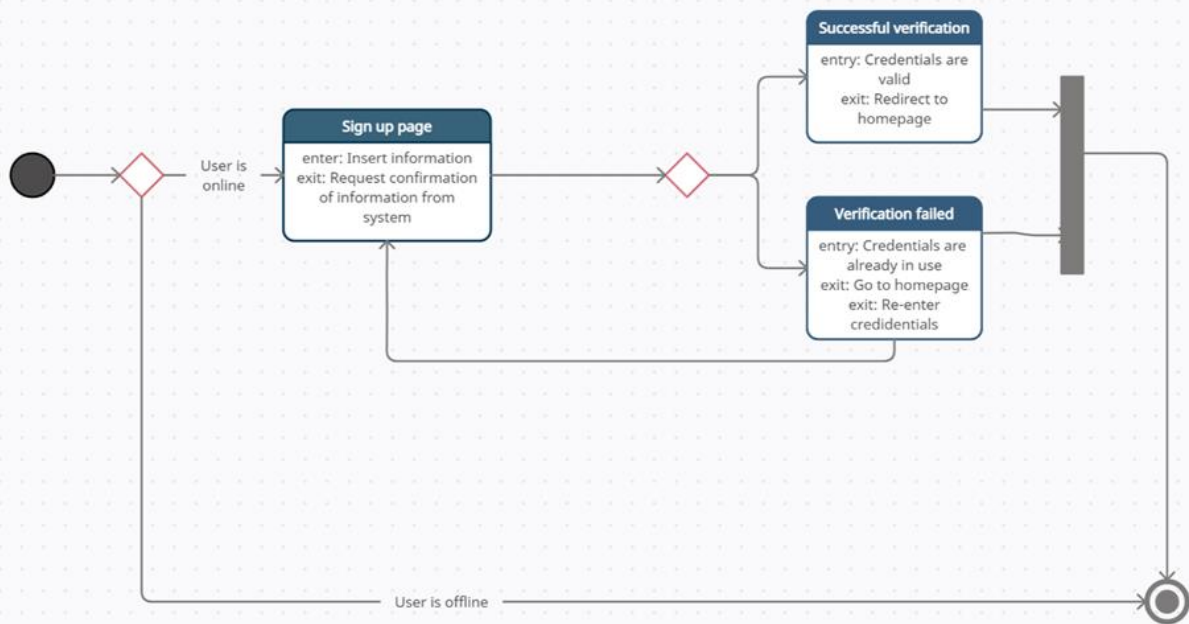 Successful verification
entry: Credentials are
valid
exit: Redirect to
homepage
Sign up page
enter: Insert information
exit: Request confirmation
of information from
system
User is
online
Verification failed
entry: Credentials are
already in use
exit: Go to homepage
exit: Re-enter
credidentials
User is offline